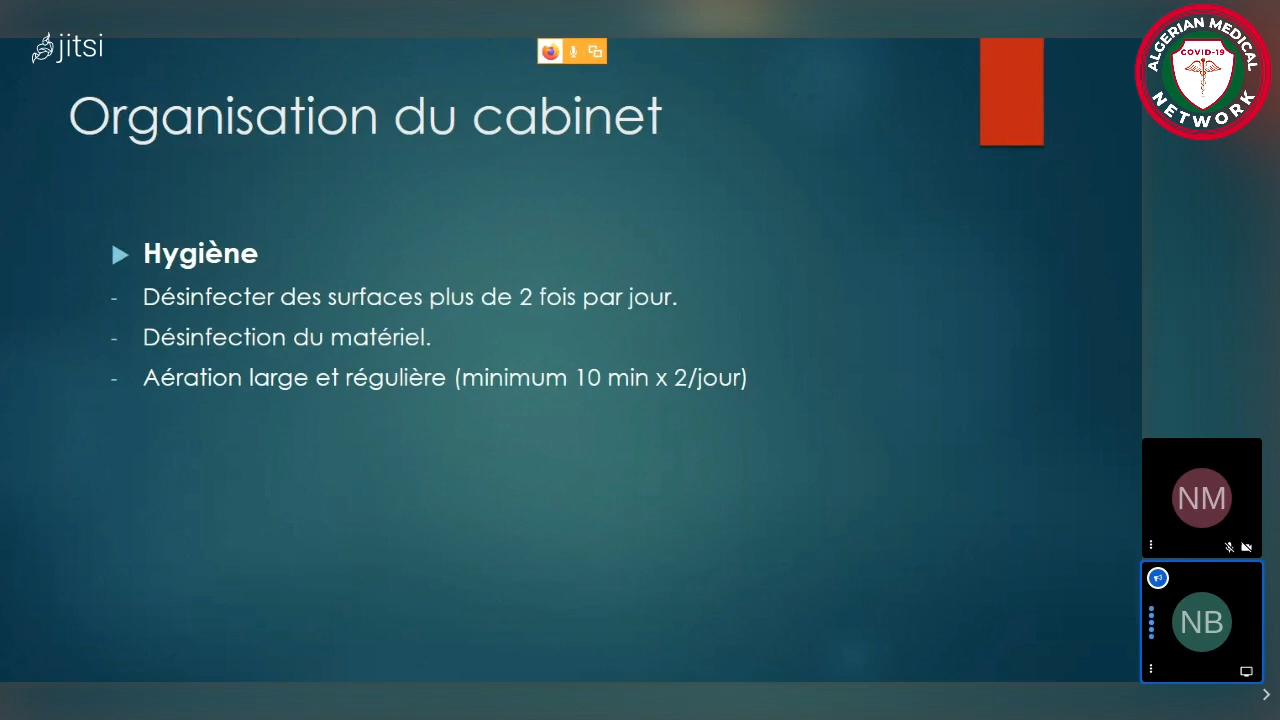 jitsi
ALGERIAN MEDICAL
COVID-19
NETWORK
Organisation du cabinet
Hygiène
- Désinfecter des surfaces plus de 2 fois par jour.
- Désinfection du matériel.
- Aération large et régulière (minimum 10 min x 2/jour)
NM
NB